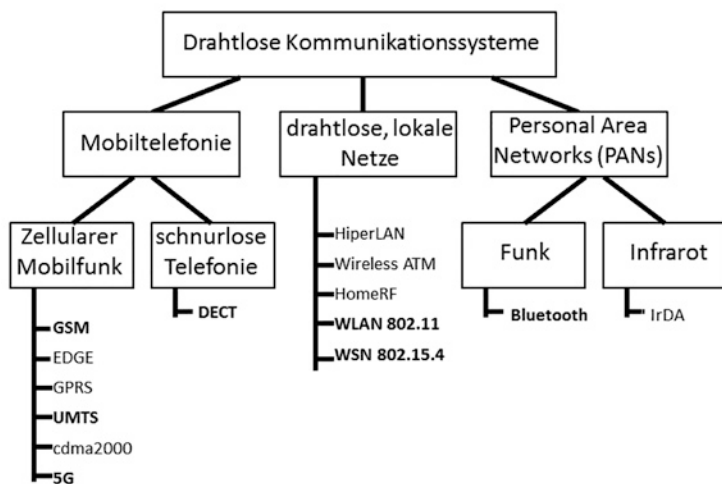 Drahtlose Kommunikationssysteme
Mobiltelefonie
drahtlose, lokale
Netze
Personal Area
Networks (PANs)
Zellularer
Mobilfunk
schnurlose
Telefonie
Funk
Infrarot
GSM
EDGE
GPRS
UMTS
cdma2000
5G
DECT
HiperLAN
Wireless ATM
HomeRF
WLAN 802.11
WSN 802.15.4
Bluetooth
IrDA